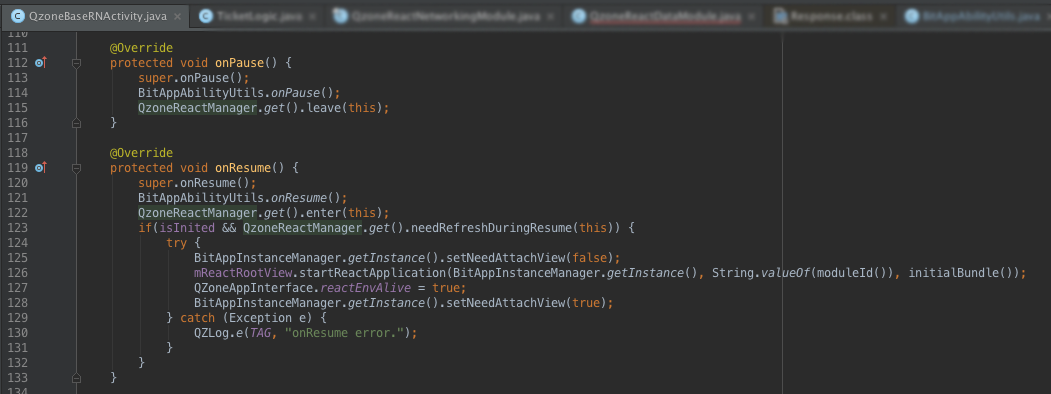 QzoneBaseRNActivity.java × TicketLogic.java × QzoneReactNetworkingModule.java × QzoneReactDataModule.java × Response.class × BitAppAbilityUtils.java
110
111 @Override
112 protected void onPause() {
113 super.onPause();
114 BitAppAbilityUtils.onPause();
115 QzoneReactManager.get().leave(this);
116 }
117
118 @Override
119 protected void onResume() {
120 super.onResume();
121 BitAppAbilityUtils.onResume();
122 QzoneReactManager.get().enter(this);
123 if(isInited && QzoneReactManager.get().needRefreshDuringResume(this)) {
124 try {
125 BitAppInstanceManager.getInstance().setNeedAttachView(false);
126 mReactRootView.startReactApplication(BitAppInstanceManager.getInstance(), String.valueOf(moduleId()), initialBundle());
127 QZoneAppInterface.reactEnvAlive = true;
128 BitAppInstanceManager.getInstance().setNeedAttachView(true);
129 } catch (Exception e) {
130 QZLog.e(TAG, "onResume error.");
131 }
132 }
133 }
134